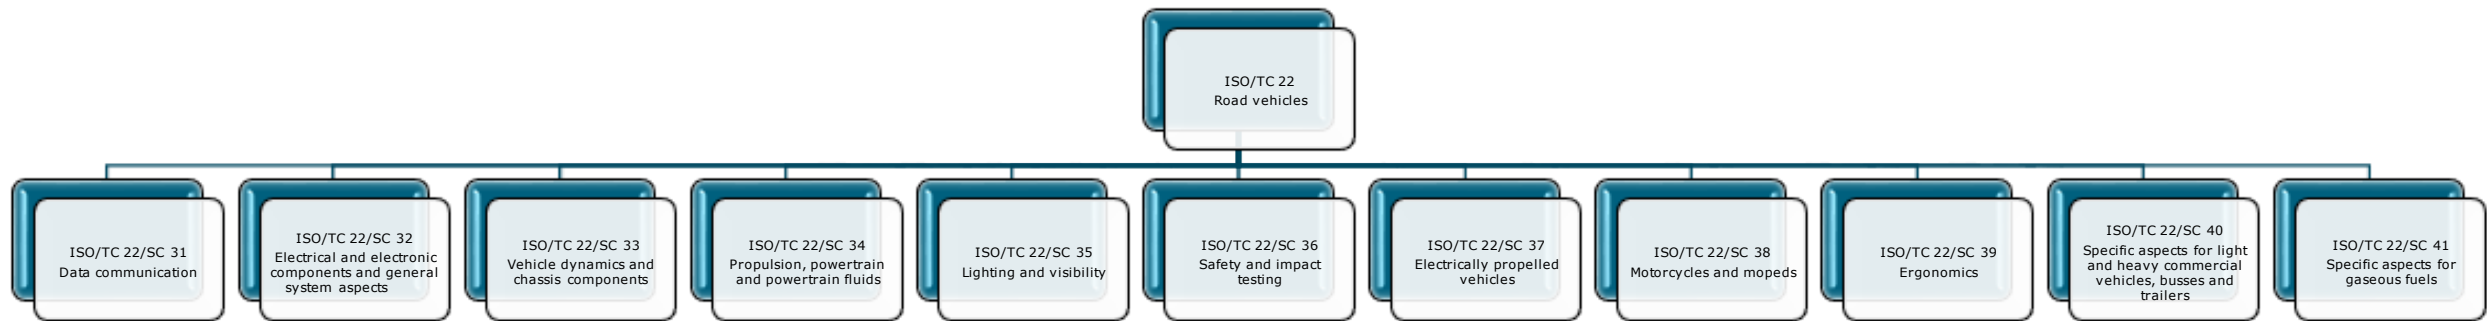 ISO/TC 22
Road vehicles
ISO/TC 22/SC 31
Data communication
ISO/TC 22/SC 32
Electrical and electronic
components and general
system aspects
ISO/TC 22/SC 33
Vehicle dynamics and
chassis components
ISO/TC 22/SC 34
Propulsion, powertrain
and powertrain fluids
ISO/TC 22/SC 35
Lighting and visibility
ISO/TC 22/SC 36
Safety and impact
testing
ISO/TC 22/SC 37
Electrically propelled
vehicles
ISO/TC 22/SC 38
Motorcycles and mopeds
ISO/TC 22/SC 39
Ergonomics
ISO/TC 22/SC 40
Specific aspects for light
and heavy commercial
vehicles, busses and
trailers
ISO/TC 22/SC 41
Specific aspects for
gaseous fuels